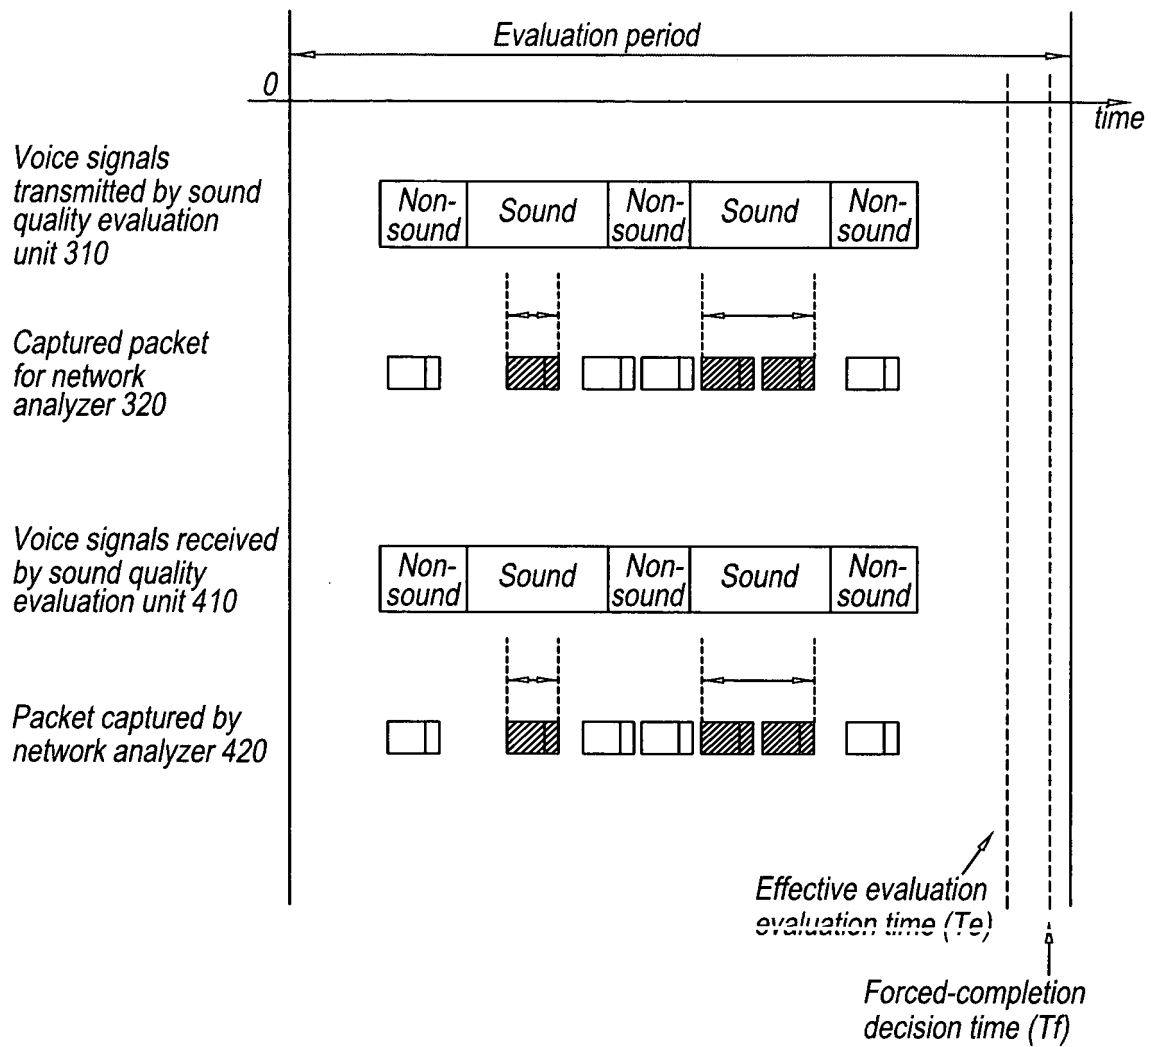 Evaluation period
0
time
Voice signals
transmitted by sound
quality evaluation
unit 310
Non-
sound
Sound
Non-
sound
Sound
Non-
sound
Captured packet
for network
analyzer 320
Voice signals received
by sound quality
evaluation unit 410
Non-
sound
Sound
Non-
sound
Sound
Non-
sound
Packet captured by
network analyzer 420
Effective evaluation
evaluation time (Te)
Forced-completion
decision time (Tf)